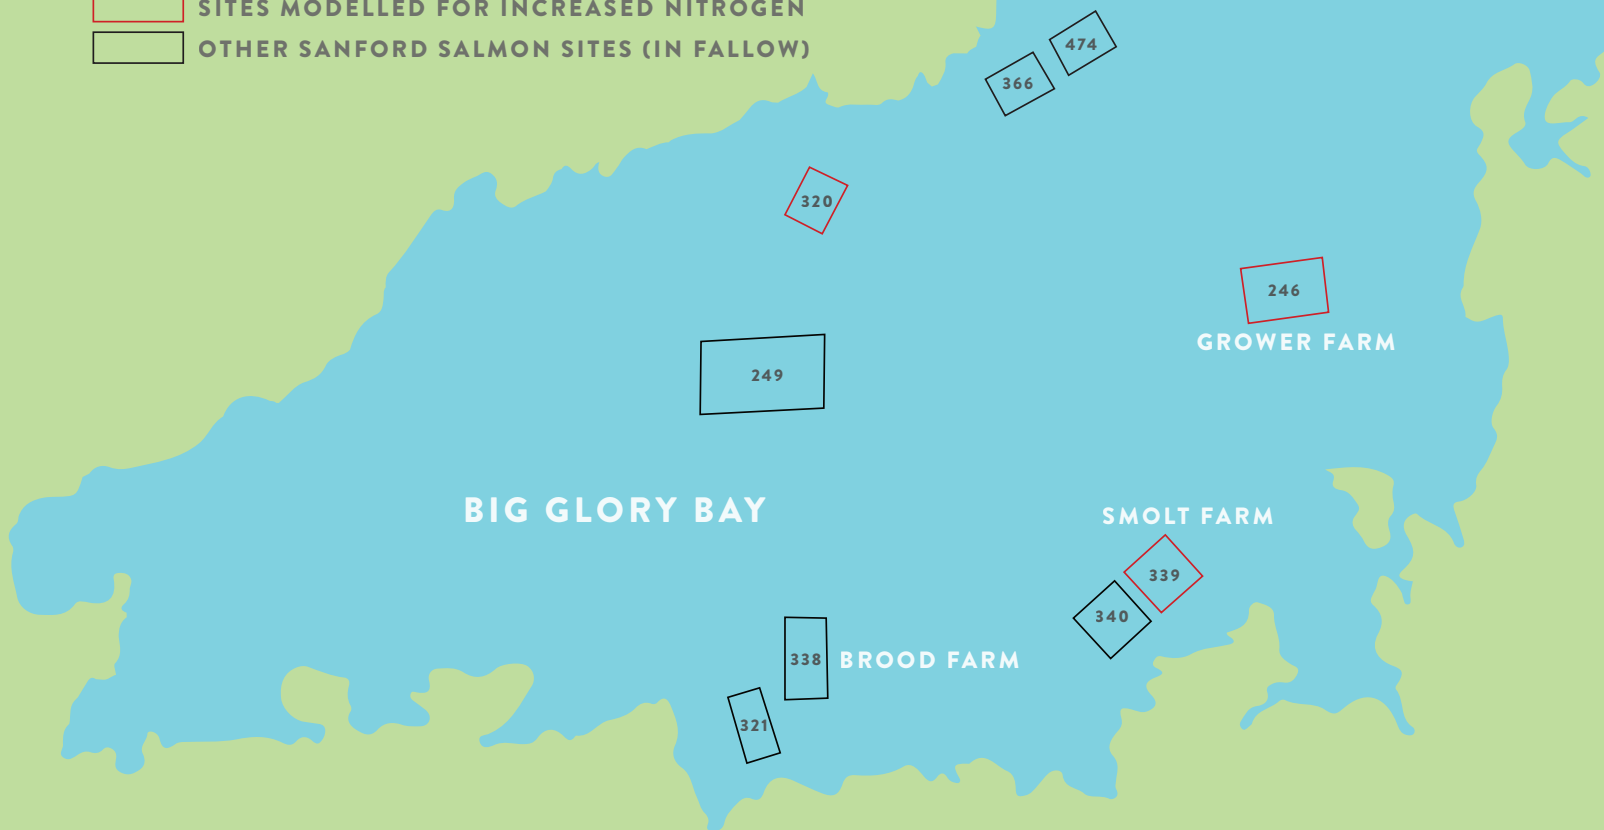 SITES MODELLED FOR INCREASED NITROGEN
OTHER SANFORD SALMON SITES (IN FALLOW)
474
366
320
246
GROWER FARM
249
BIG GLORY BAY
SMOLT FARM
339
340
338
BROOD FARM
321